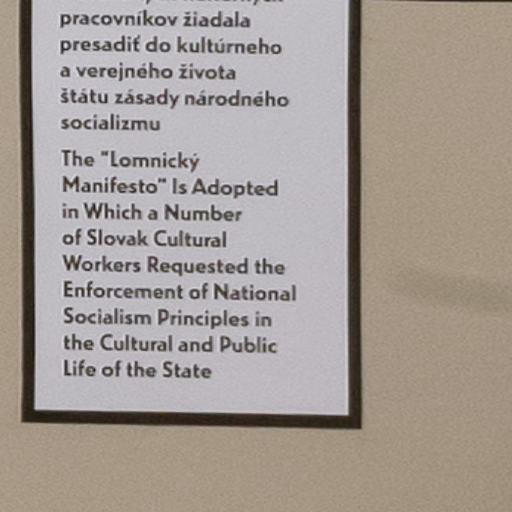 pracovníkov žiadala
presadiť do kultúrneho
a verejného života
štátu zásady národného
socializmu
The "Lomnický
Manifesto" Is Adopted
in Which a Number
of Slovak Cultural
Workers Requested the
Enforcement of National
Socialism Principles in
the Cultural and Public
Life of the State